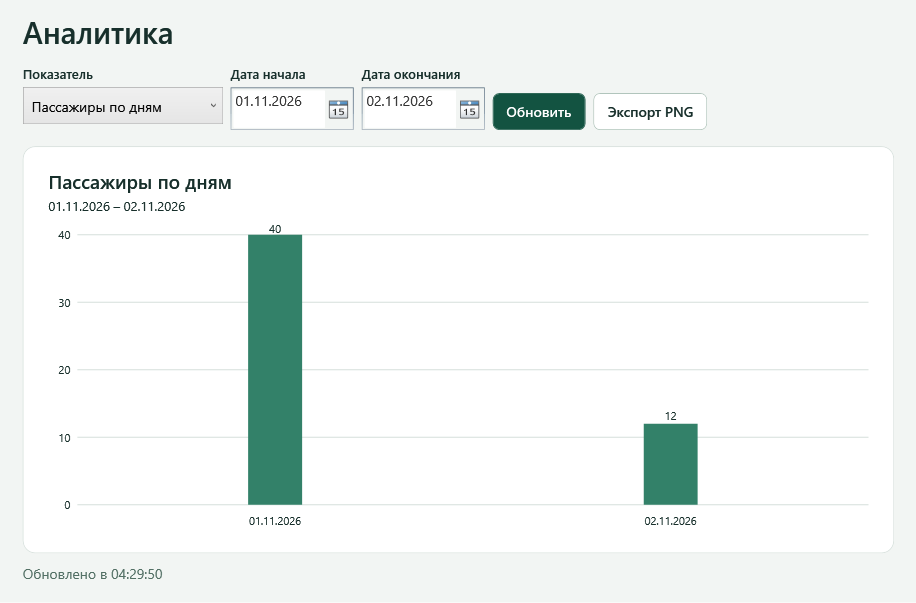 Аналитика
Показатель Дата начала Дата окончания
Пассажиры по дням 01.11.2026 15 02.11.2026 15 Обновить Экспорт PNG
Пассажиры по дням
01.11.2026 – 02.11.2026
40
40
30
20
12
10
0
01.11.2026 02.11.2026
Обновлено в 04:29:50